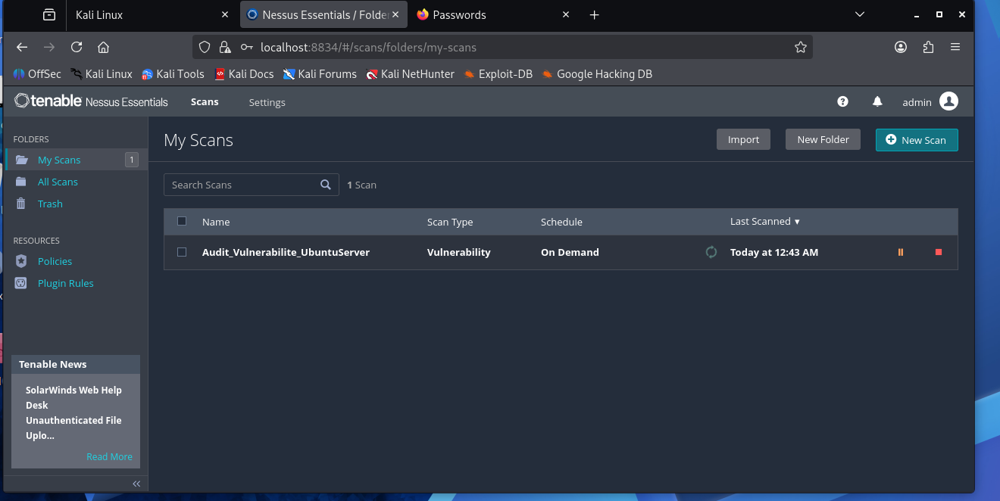 Kali Linux
Nessus Essentials / Folde
Passwords
localhost:8834/#/scans/folders/my-scans
OffSec Kali Linux Kali Tools Kali Docs Kali Forums Kali NetHunter Exploit-DB Google Hacking DB
tenable Nessus Essentials Scans Settings admin
FOLDERS
My Scans 1
All Scans
Trash
RESOURCES
Policies
Plugin Rules
Tenable News
SolarWinds Web Help
Desk
Unauthenticated File
Uplo...
Read More
My Scans
Import New Folder New Scan
Search Scans 1 Scan
Name Scan Type Schedule Last Scanned ▼
Audit_Vulnerabilite_UbuntuServer Vulnerability On Demand Today at 12:43 AM